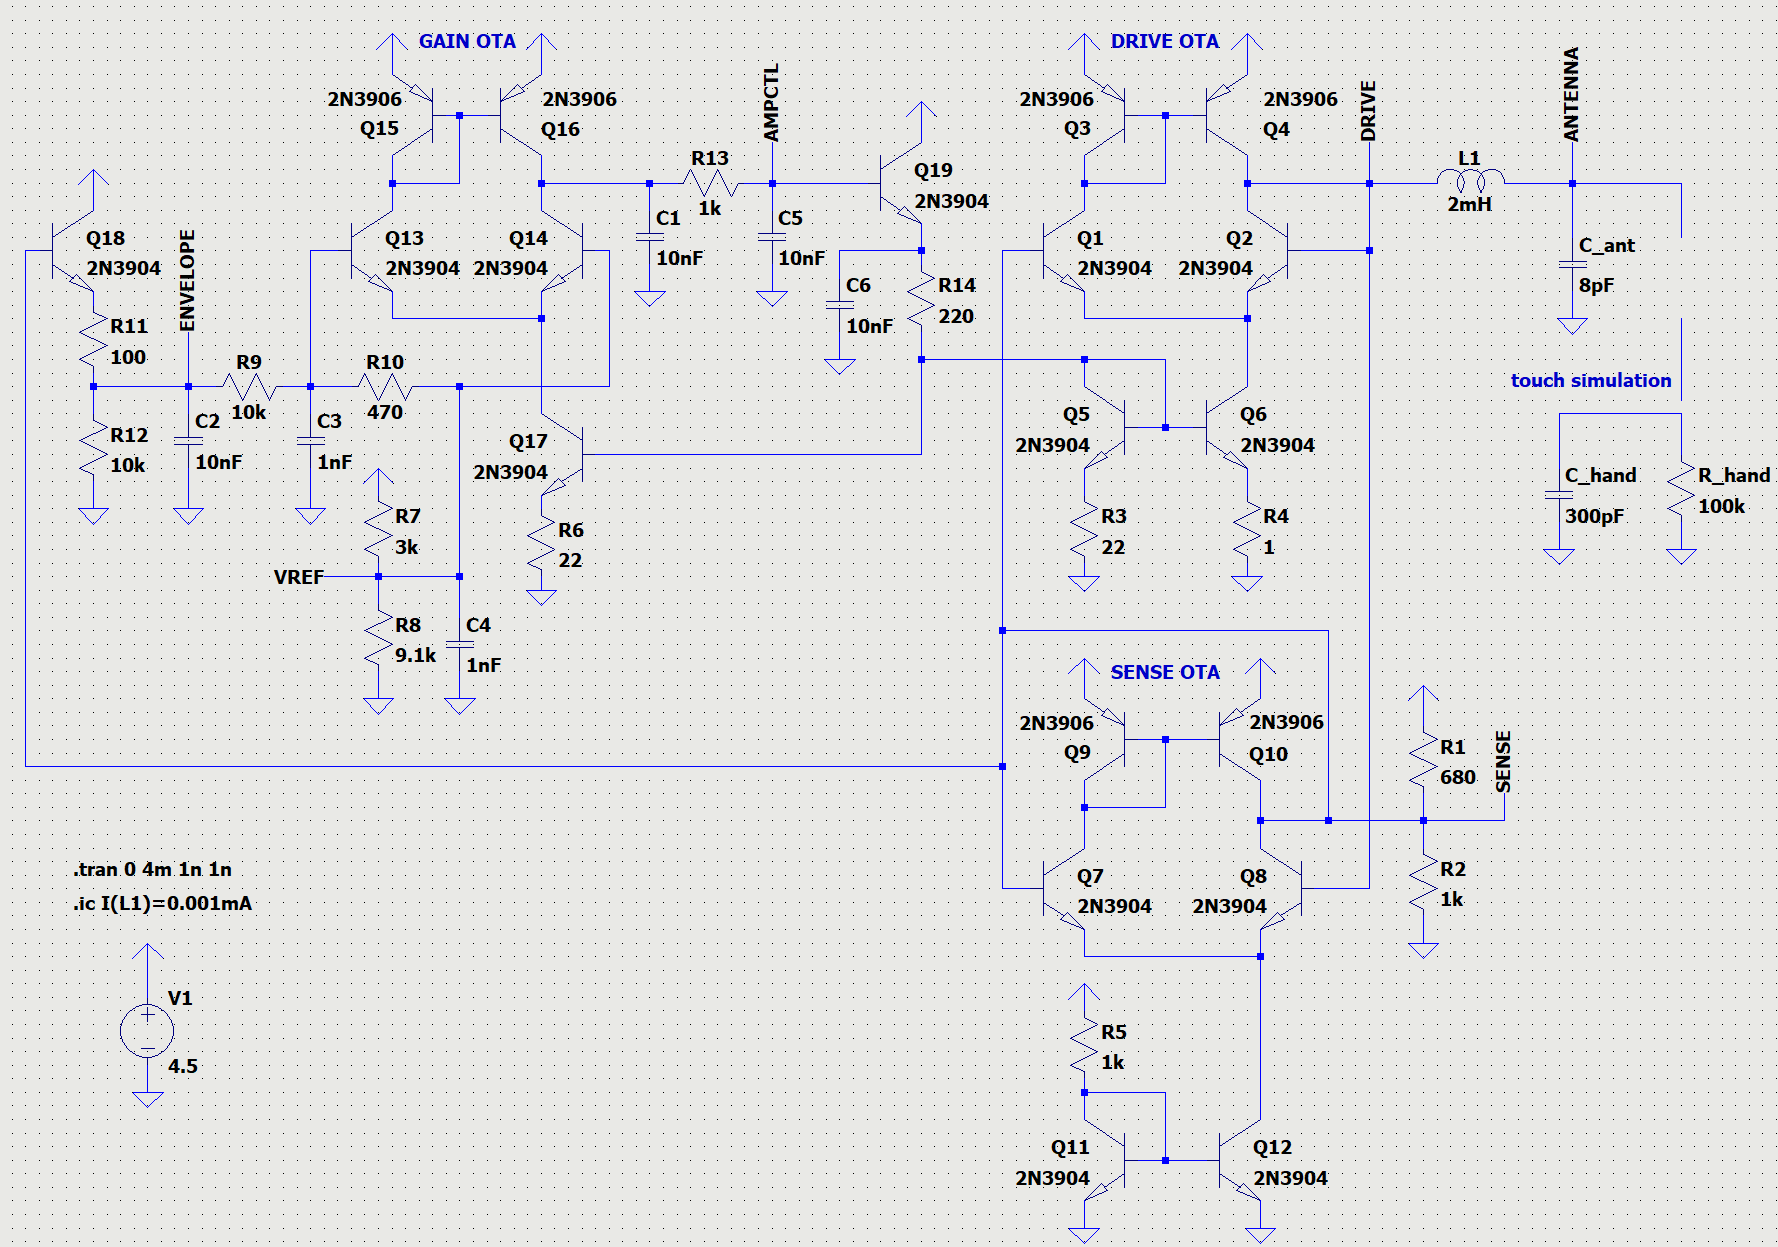 GAIN OTA
DRIVE OTA
2N3906
Q15
2N3906
Q16
AMPCTL
2N3906
Q3
2N3906
Q4
DRIVE
ANTENNA
R13
1k
Q19
2N3904
L1
2mH
Q18
2N3904
ENVELOPE
Q13
2N3904
Q14
2N3904
C1
10nF
C5
10nF
Q1
2N3904
Q2
2N3904
C_ant
8pF
C6
10nF
R14
220
R11
100
R9
10k
R10
470
touch simulation
R12
10k
C2
10nF
C3
1nF
Q17
2N3904
Q5
2N3904
Q6
2N3904
C_hand
300pF
R_hand
100k
R7
3k
R6
22
R3
22
R4
1
VREF
R8
9.1k
C4
1nF
SENSE OTA
2N3906
Q9
2N3906
Q10
R1
680
SENSE
.tran 0 4m 1n 1n
.ic I(L1)=0.001mA
Q7
2N3904
Q8
2N3904
R2
1k
V1
4.5
R5
1k
Q11
2N3904
Q12
2N3904